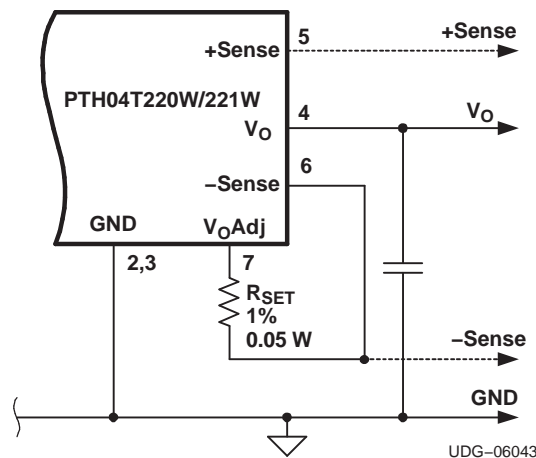 5
+Sense
+Sense
PTH04T220W/221W
4
VO
VO
6
–Sense
GND
VOAdj
2,3
7
RSET
1%
0.05 W
–Sense
GND
UDG–06043